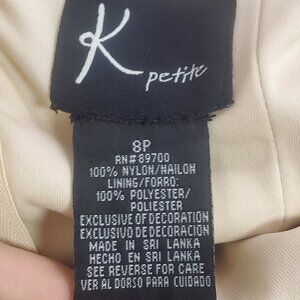 K petite
8P
RN# 89700
100% NYLON/NAILON
LINING/FORRO:
100% POLYESTER/
POLIESTER
EXCLUSIVE OF DECORATION
EXCLUSIVE DE DECORACION
MADE IN SRI LANKA
HECHO EN SRI LANKA
SEE REVERSE FOR CARE
VER AL DORSO PARA CUIDADO